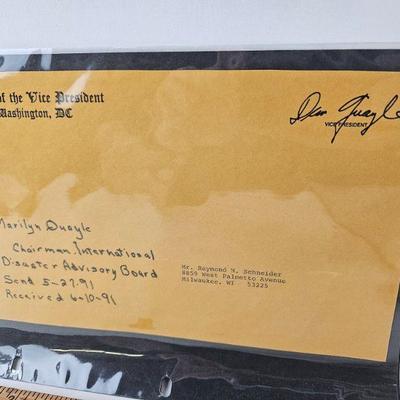 of the Vice President
Washington, DC
Dan Quayle
VICE PRESIDENT
Marilyn Quayle
Chairman International
Disaster Advisory Board
Send 5-27-91
Received 6-10-91
Mr. Raymond N. Schneider
8859 West Palmetto Avenue
Milwaukee, WI 53225